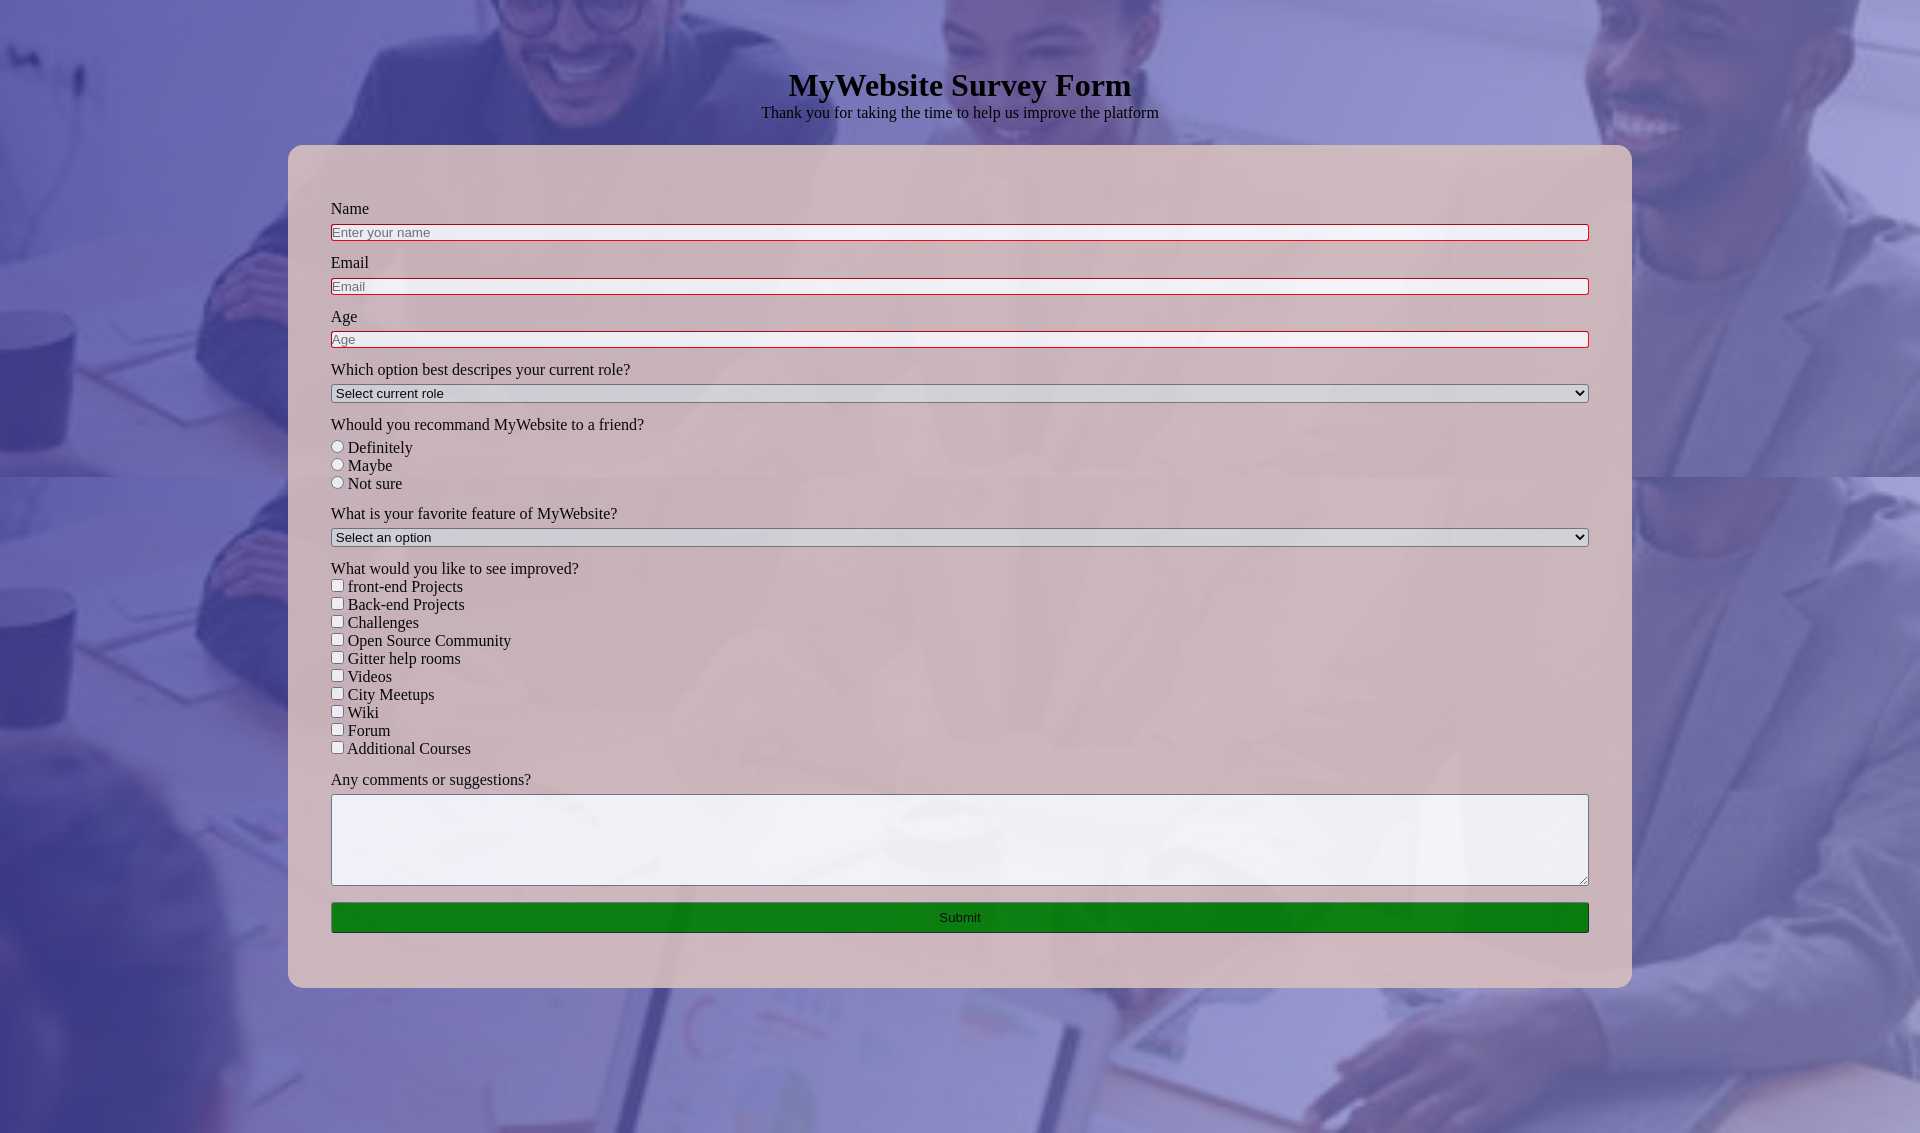 MyWebsite Survey Form
Thank you for taking the time to help us improve the platform
Name
Enter your name
Email
Email
Age
Age
Which option best descripes your current role?
Select current role
Whould you recommand MyWebsite to a friend?
Definitely
Maybe
Not sure
What is your favorite feature of MyWebsite?
Select an option
What would you like to see improved?
front-end Projects
Back-end Projects
Challenges
Open Source Community
Gitter help rooms
Videos
City Meetups
Wiki
Forum
Additional Courses
Any comments or suggestions?
Submit